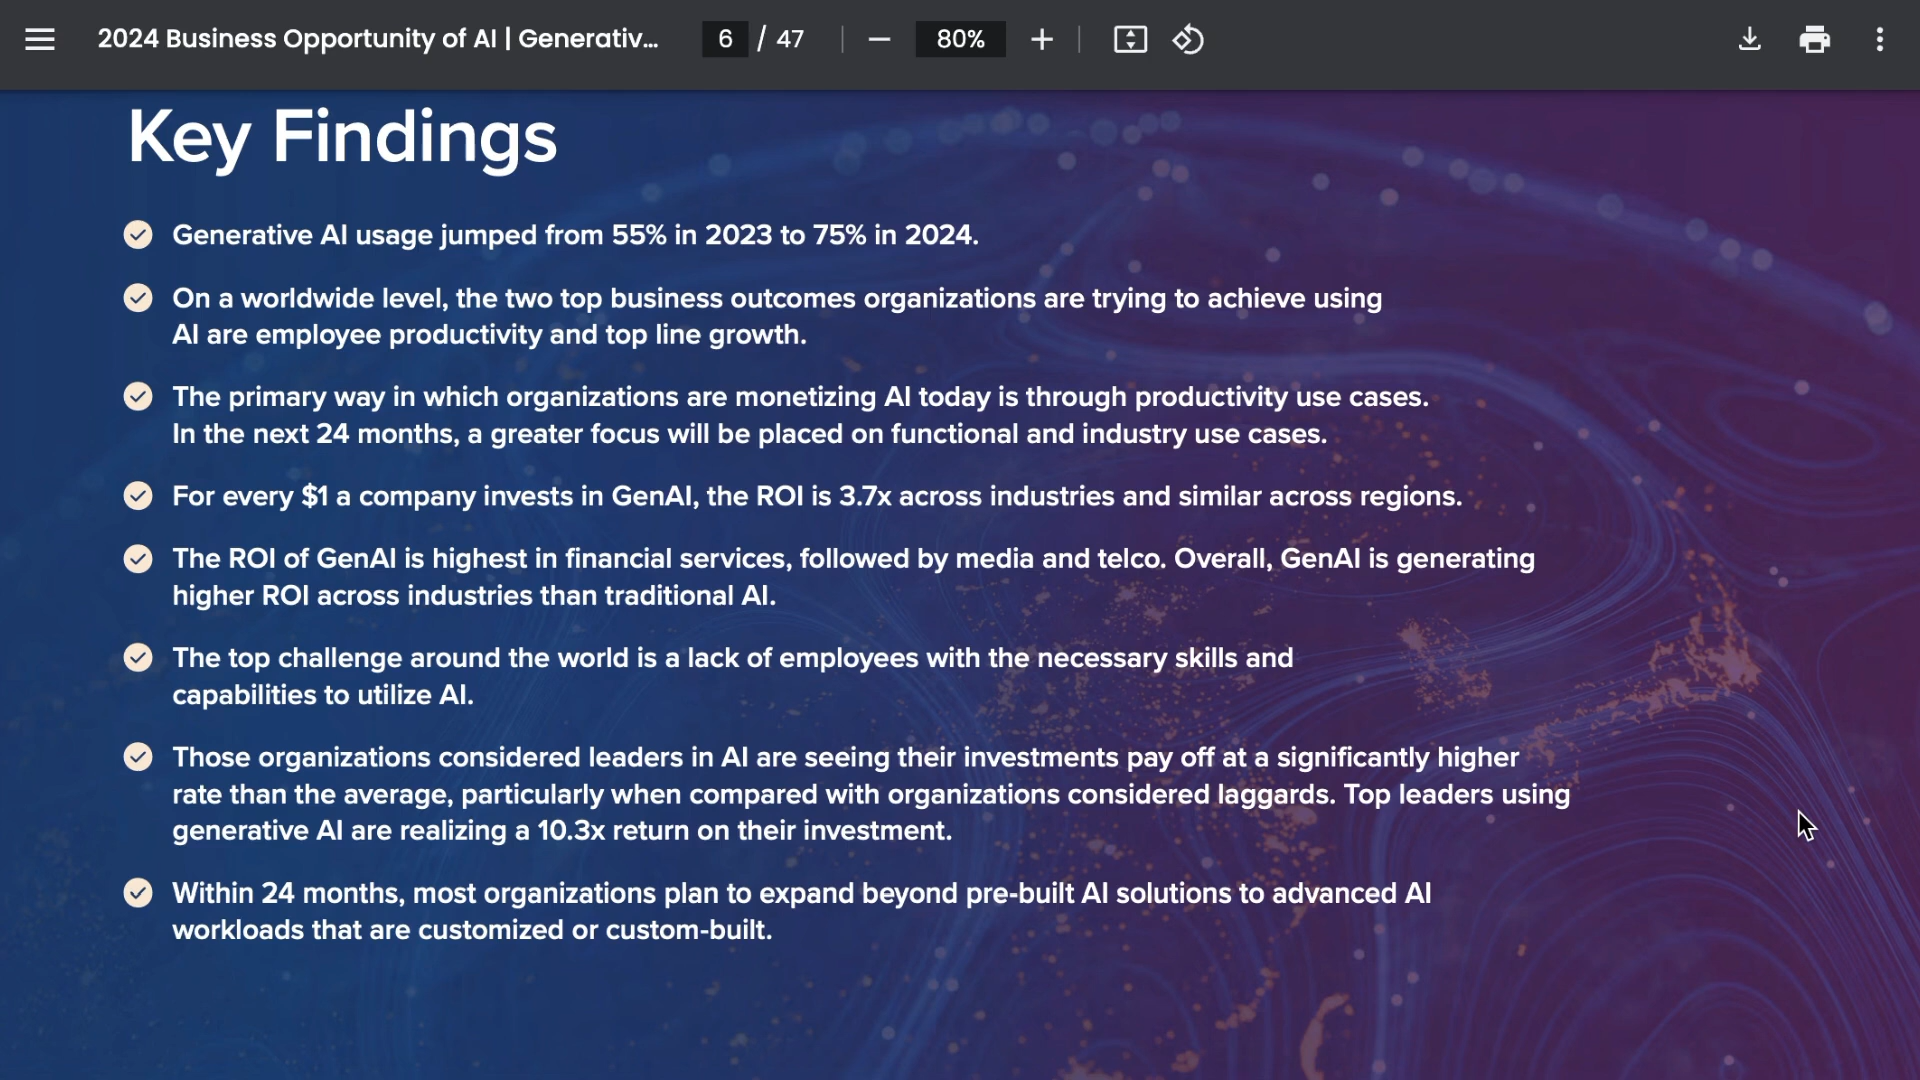 2024 Business Opportunity of AI | Generativ...
6 / 47
80%
Key Findings
Generative AI usage jumped from 55% in 2023 to 75% in 2024.
On a worldwide level, the two top business outcomes organizations are trying to achieve using
AI are employee productivity and top line growth.
The primary way in which organizations are monetizing AI today is through productivity use cases.
In the next 24 months, a greater focus will be placed on functional and industry use cases.
For every $1 a company invests in GenAI, the ROI is 3.7x across industries and similar across regions.
The ROI of GenAI is highest in financial services, followed by media and telco. Overall, GenAI is generating
higher ROI across industries than traditional AI.
The top challenge around the world is a lack of employees with the necessary skills and
capabilities to utilize AI.
Those organizations considered leaders in AI are seeing their investments pay off at a significantly higher
rate than the average, particularly when compared with organizations considered laggards. Top leaders using
generative AI are realizing a 10.3x return on their investment.
Within 24 months, most organizations plan to expand beyond pre-built AI solutions to advanced AI
workloads that are customized or custom-built.